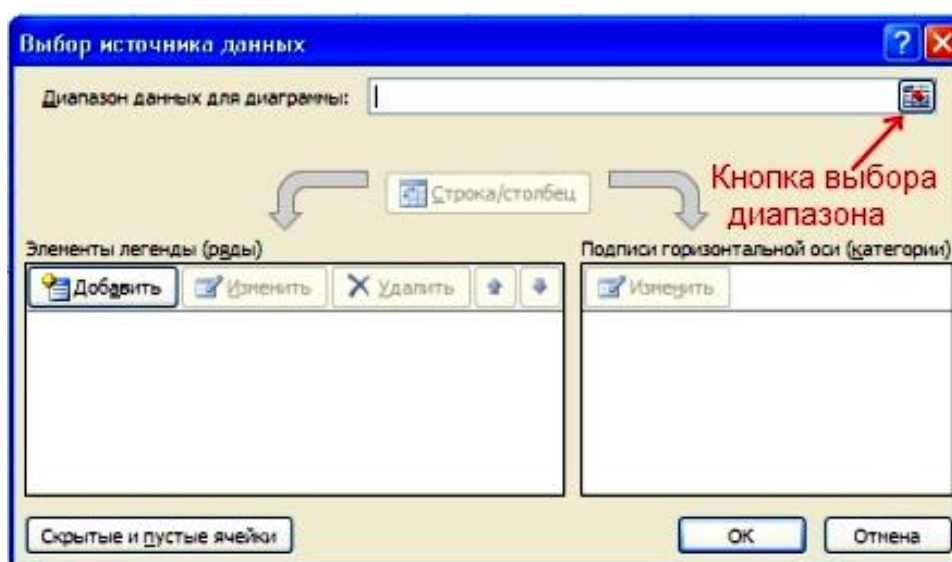 Выбор источника данных
Диапазон данных для диаграммы:
Кнопка выбора
диапазона
Строка/столбец
Элементы легенды (ряды)
Подписи горизонтальной оси (категории)
Добавить Изменить Удалить
Изменить
Скрытые и пустые ячейки
ОК Отмена